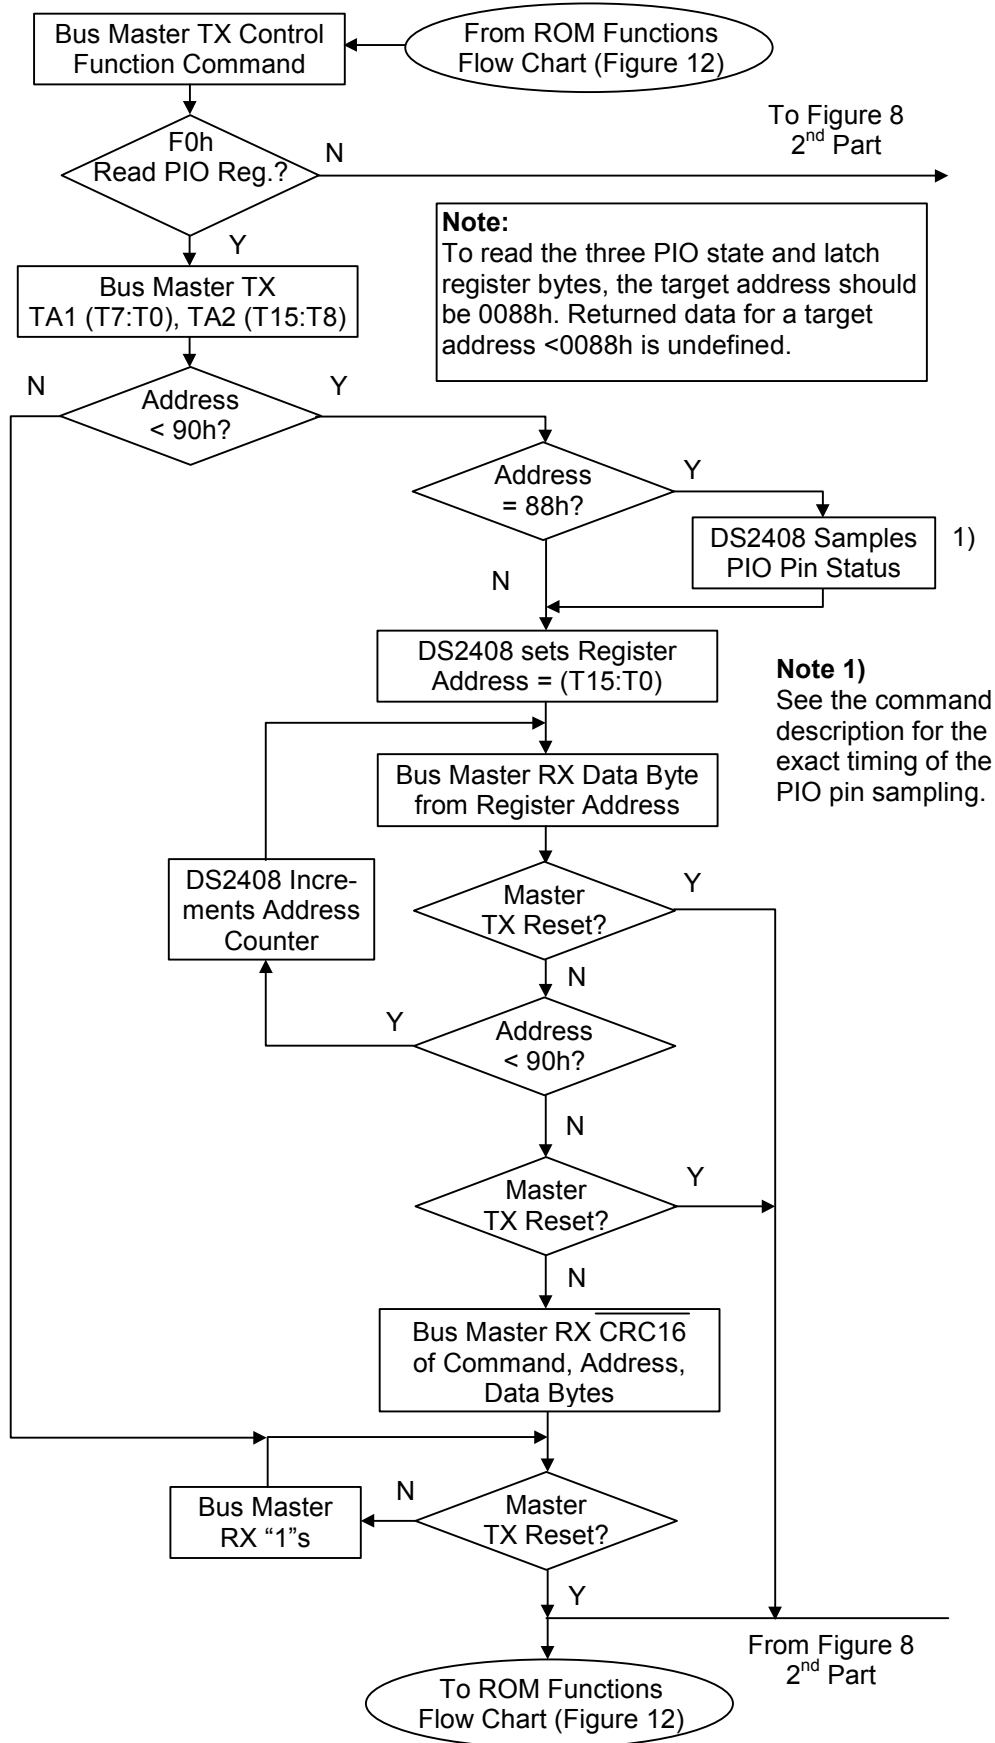 Bus Master TX Control
Function Command
From ROM Functions
Flow Chart (Figure 12)
To Figure 8
2nd Part
F0h
Read PIO Reg.?
N
Y
Note:
To read the three PIO state and latch
register bytes, the target address should
be 0088h. Returned data for a target
address <0088h is undefined.
Bus Master TX
TA1 (T7:T0), TA2 (T15:T8)
N
Address
< 90h?
Y
Address
= 88h?
Y
DS2408 Samples
PIO Pin Status
1)
N
DS2408 sets Register
Address = (T15:T0)
Note 1)
See the command
description for the
exact timing of the
PIO pin sampling.
Bus Master RX Data Byte
from Register Address
DS2408 Incre-
ments Address
Counter
Master
TX Reset?
Y
N
Y
Address
< 90h?
N
Master
TX Reset?
Y
N
Bus Master RX CRC16
of Command, Address,
Data Bytes
Bus Master
RX “1”s
N
Master
TX Reset?
Y
From Figure 8
2nd Part
To ROM Functions
Flow Chart (Figure 12)